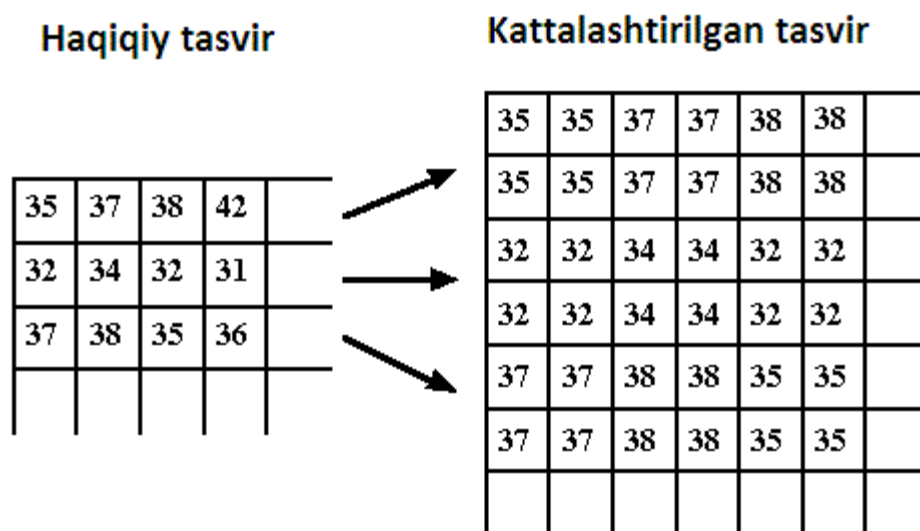 Haqiqiy tasvir
Kattalashtirilgan tasvir
35 37 38 42
32 34 32 31
37 38 35 36
35 35 37 37 38 38
35 35 37 37 38 38
32 32 34 34 32 32
32 32 34 34 32 32
37 37 38 38 35 35
37 37 38 38 35 35